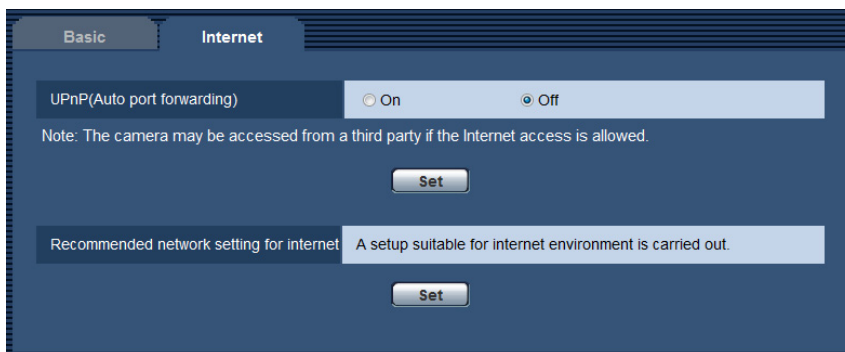 Basic Internet
UPnP(Auto port forwarding) On Off
Note: The camera may be accessed from a third party if the Internet access is allowed.
Set
Recommended network setting for internet A setup suitable for internet environment is carried out.
Set